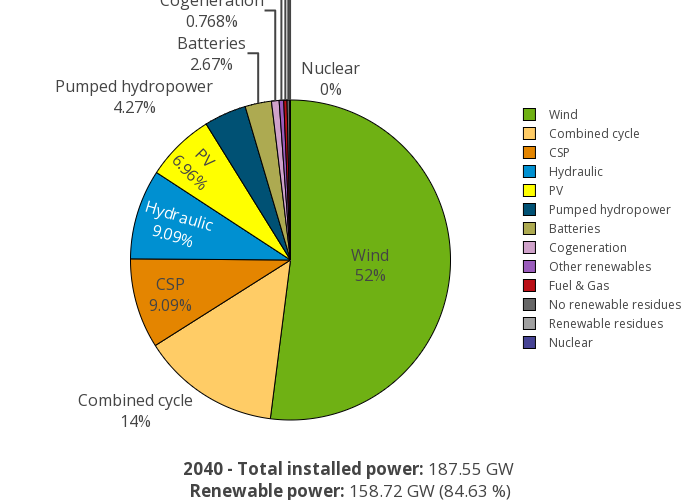 Cogeneration
0.768%
Batteries
2.67%
Pumped hydropower
4.27%
Nuclear
0%
PV
6.96%
Hydraulic
9.09%
CSP
9.09%
Wind
52%
Combined cycle
14%
Wind
Combined cycle
CSP
Hydraulic
PV
Pumped hydropower
Batteries
Cogeneration
Other renewables
Fuel & Gas
No renewable residues
Renewable residues
Nuclear
2040 - Total installed power: 187.55 GW
Renewable power: 158.72 GW (84.63 %)